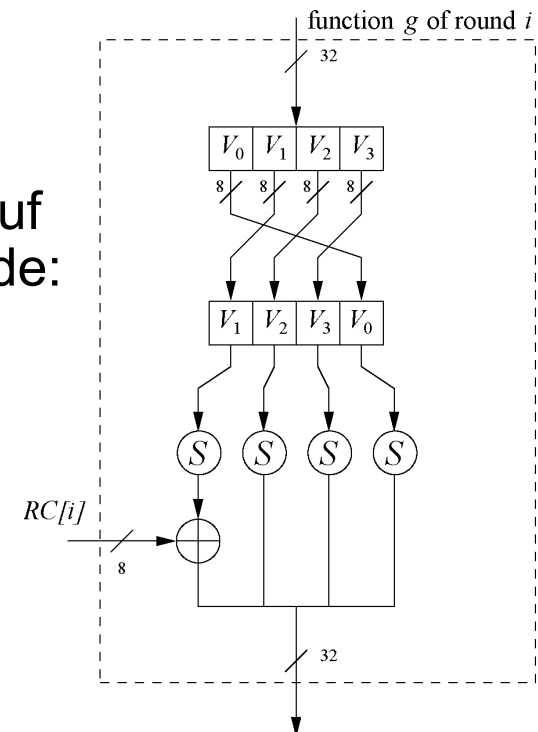 function g of round i
32
V0 V1 V2 V3
8 8 8 8
uf
de:
V1 V2 V3 V0
S S S S
RC[i]
8
32